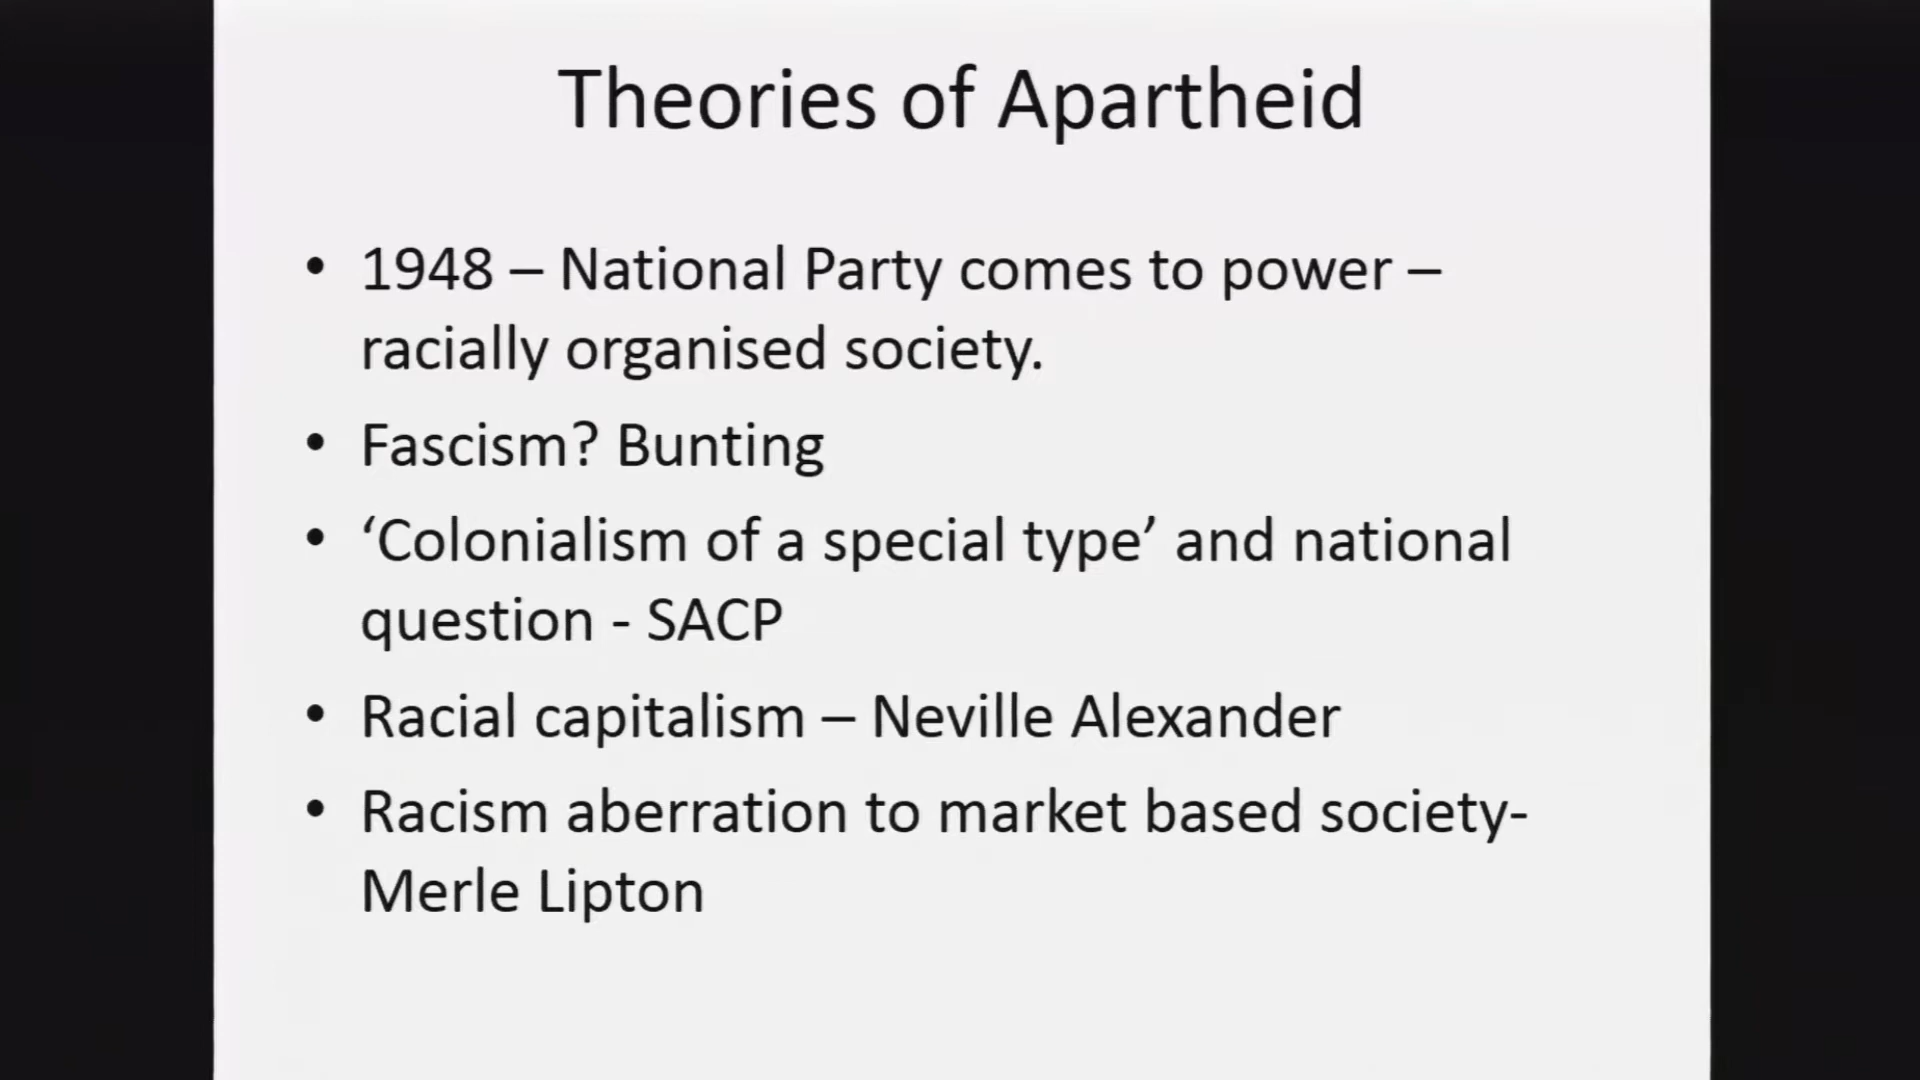 Theories of Apartheid
• 1948 – National Party comes to power –
racially organised society.
• Fascism? Bunting
• ‘Colonialism of a special type’ and national
question - SACP
• Racial capitalism – Neville Alexander
• Racism aberration to market based society-
Merle Lipton